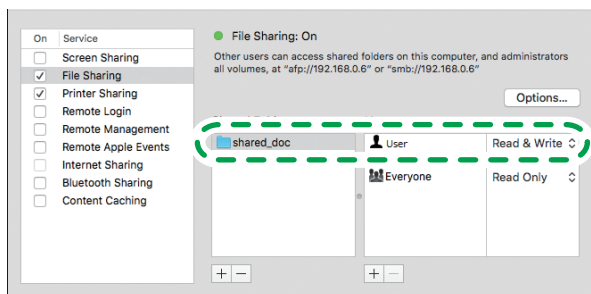 On Service
Screen Sharing
File Sharing
Printer Sharing
Remote Login
Remote Management
Remote Apple Events
Internet Sharing
Bluetooth Sharing
Content Caching
File Sharing: On
Other users can access shared folders on this computer, and administrators
all volumes, at “afp://192.168.0.6” or “smb://192.168.0.6”
Options...
shared_doc User Read & Write
Everyone Read Only